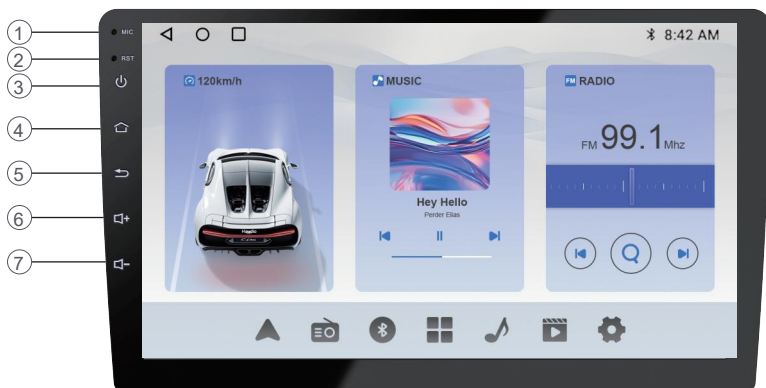 1 MIC
2 RST
3
4
5
6 +
7 -
8:42 AM
120km/h
MUSIC
Hey Hello
Perder Elias
FM RADIO
FM 99.1 Mhz